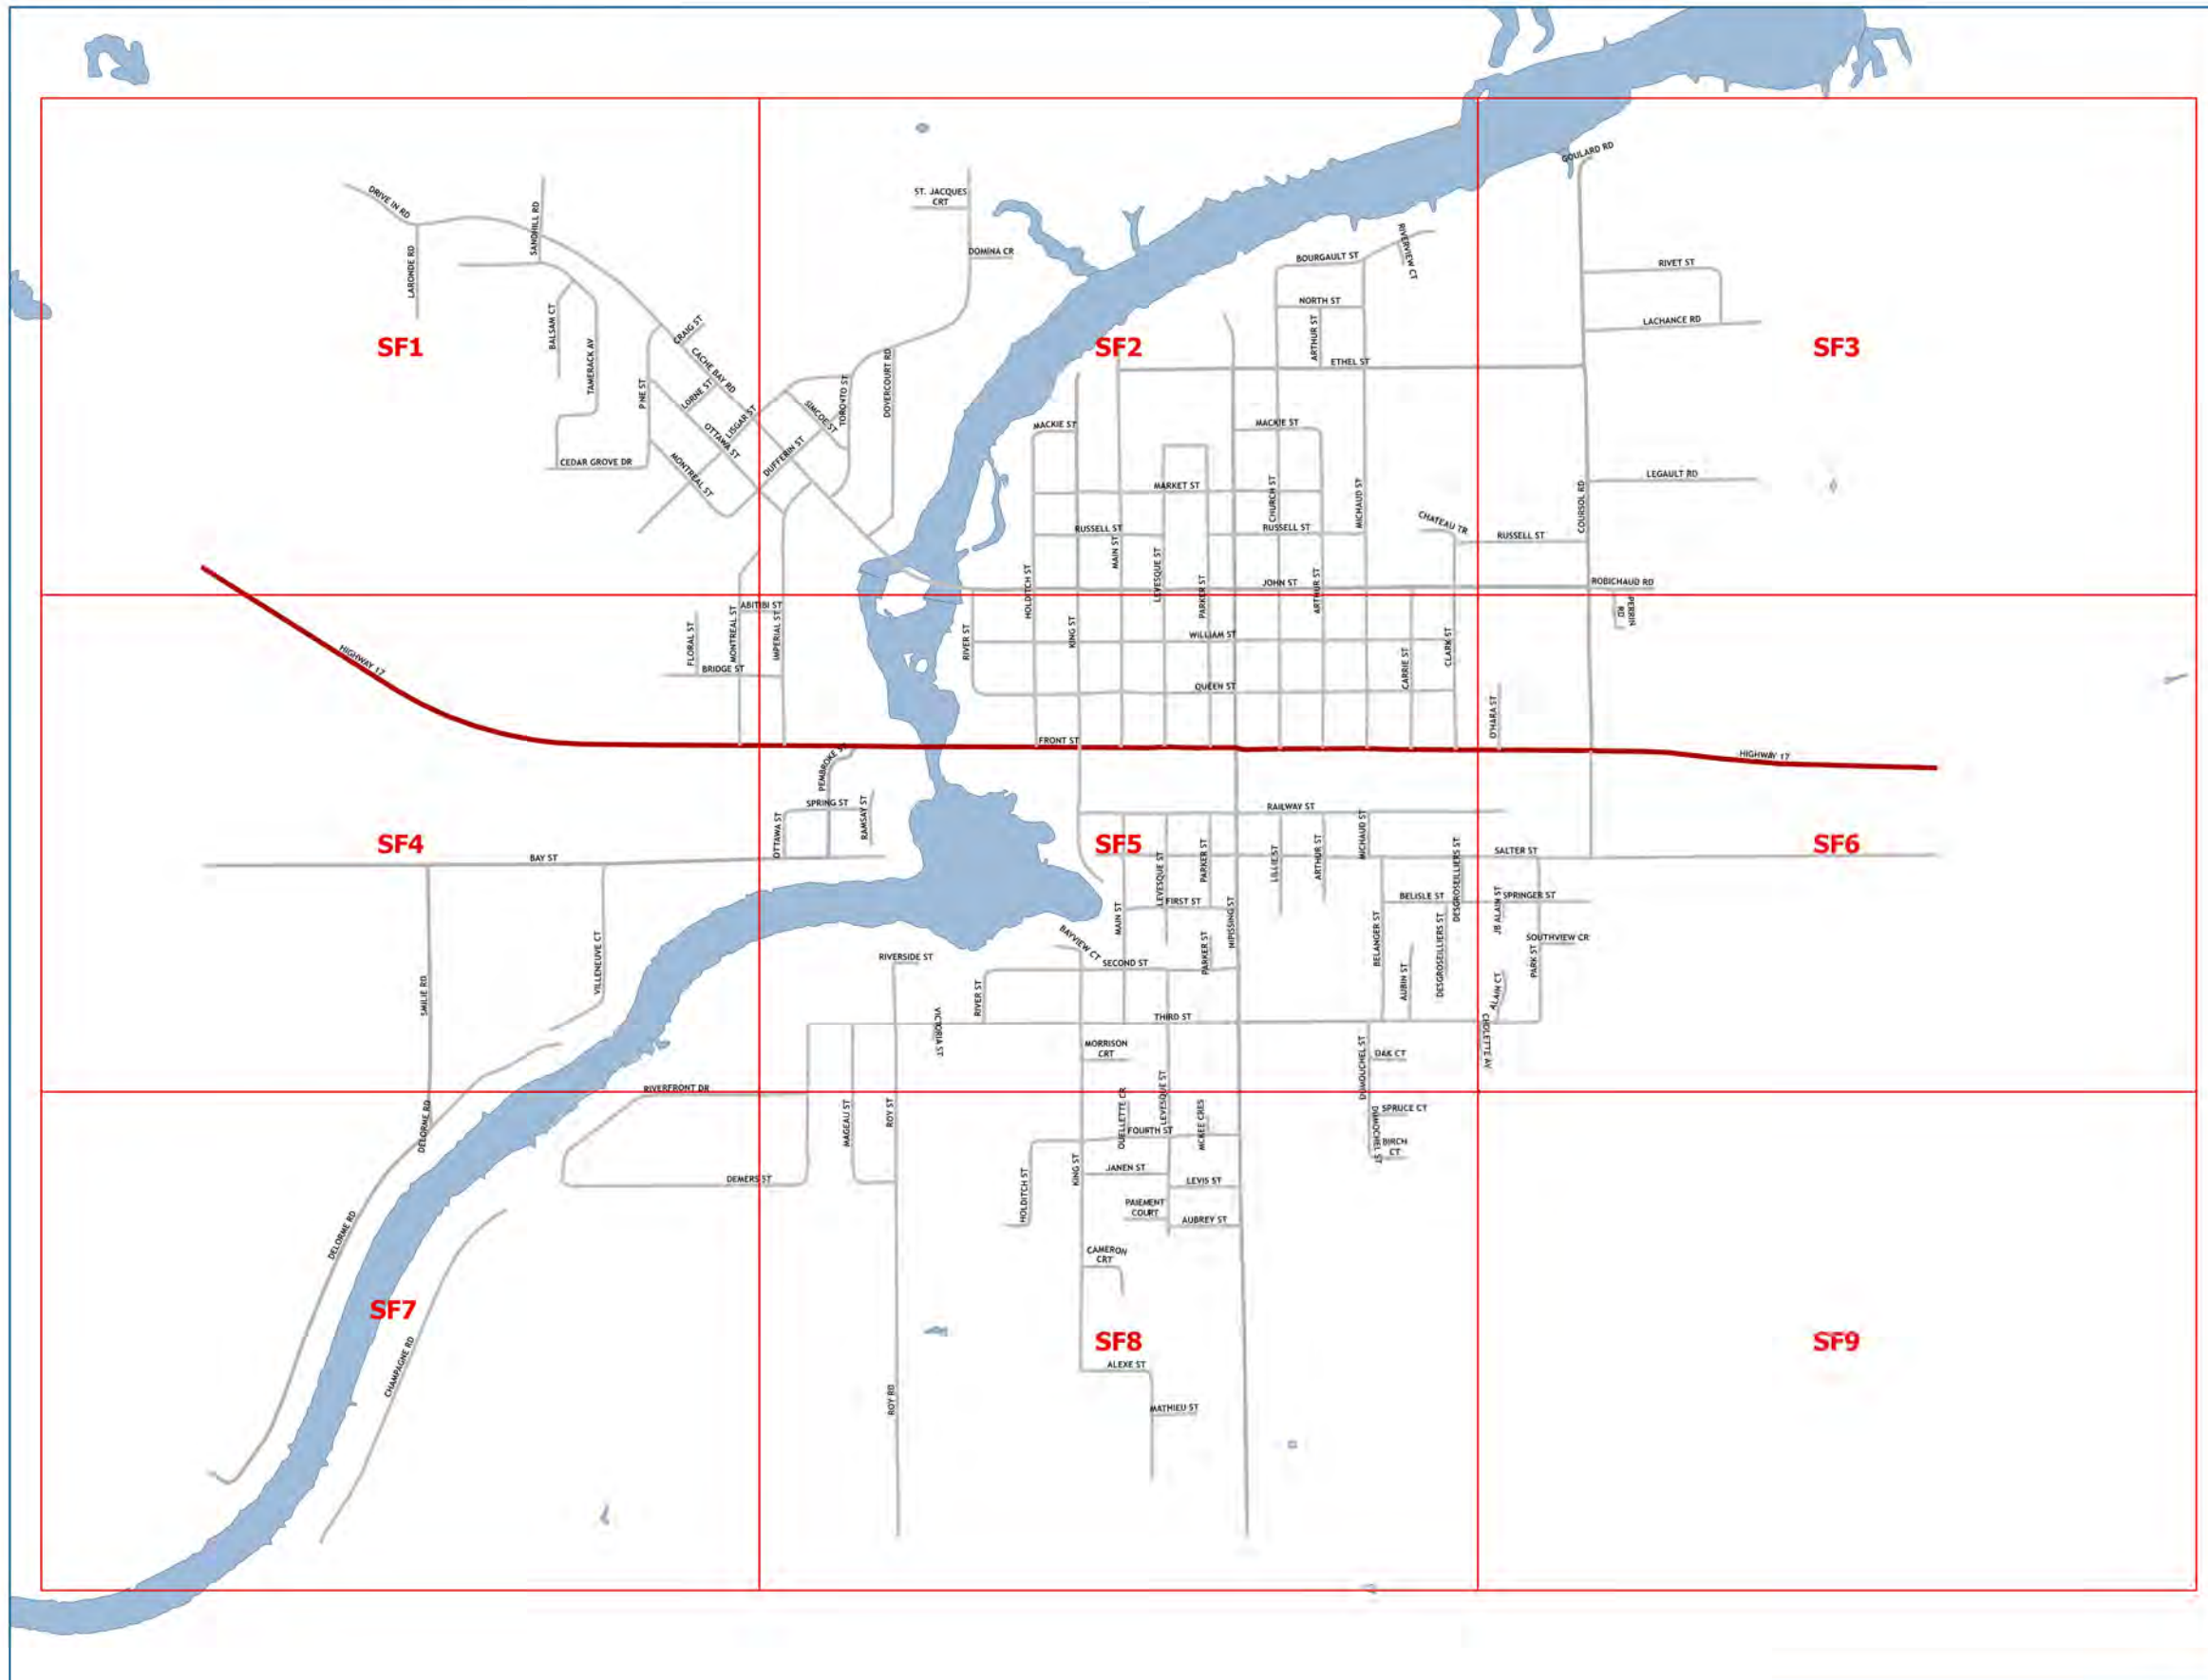 ST. JACQUES
CRT
GOULARD RD
DRIVE IN RD
SANDHILL RD
LARONDE RD
DOMINA CR
BOURGAULT ST
RIVERVIEW CT
RIVET ST
NORTH ST
ARTHUR ST
LACHANCE RD
BALSAM CT
TAMERACK AV
CRAIG ST
CACHE BAY RD
SF1
SF2
SF3
ETHEL ST
PINE ST
LORNE ST
LISGAR ST
OTTAWA ST
SIMCOE ST
TORONTO ST
DOVERCOURT RD
DUFFERIN ST
MONTREAL ST
CEDAR GROVE DR
MACKIE ST
MACKIE ST
MARKET ST
CHURCH ST
MICHAUD ST
COURSOL RD
LEGAULT RD
RUSSELL ST
RUSSELL ST
CHATEAU TR
RUSSELL ST
MAIN ST
LEVESQUE ST
HOLDITCH ST
PARKER ST
JOHN ST
ARTHUR ST
ROBICHAUD RD
PERRIN
RD
ABITIBI ST
FLORAL ST
MONTREAL ST
IMPERIAL ST
BRIDGE ST
RIVER ST
KING ST
WILLIAM ST
CLARK ST
CARRIE ST
QUEEN ST
O'HARA ST
HIGHWAY 17
FRONT ST
HIGHWAY 17
PEMBROKE ST
SPRING ST
RAMSAY ST
OTTAWA ST
RAILWAY ST
SF4
SF5
SF6
BAY ST
LEVESQUE ST
PARKER ST
LILLIE ST
ARTHUR ST
MICHAUD ST
DESGROSEILLIERS ST
SALTER ST
BELISLE ST
JB ALAIN ST
SPRINGER ST
FIRST ST
MAIN ST
NIPISSING ST
BELANGER ST
DESGROSEILLIERS ST
SOUTHVIEW CR
PARK ST
BAYVIEW CT
PARKER ST
SECOND ST
RIVERSIDE ST
VILLENEUVE CT
SMILIE RD
RIVER ST
AUBIN ST
ALAIN CT
VICTORIA ST
THIRD ST
CHOLETTE AV
MORRISON
CRT
DUMOUCHEL ST
OAK CT
RIVERFRONT DR
DELORME RD
MAGEAU ST
ROY ST
OUELLETTE CR
LEVESQUE ST
MCKEE CRES
SPRUCE CT
DUMOCHEL ST
FOURTH ST
BIRCH
CT
JANEN ST
KING ST
HOLDITCH ST
DEMERS ST
LEVIS ST
PAIEMENT
COURT
AUBREY ST
DELORME RD
CAMERON
CRT
SF7
SF8
SF9
CHAMPAGNE RD
ALEXE ST
ROY RD
MATHIEU ST